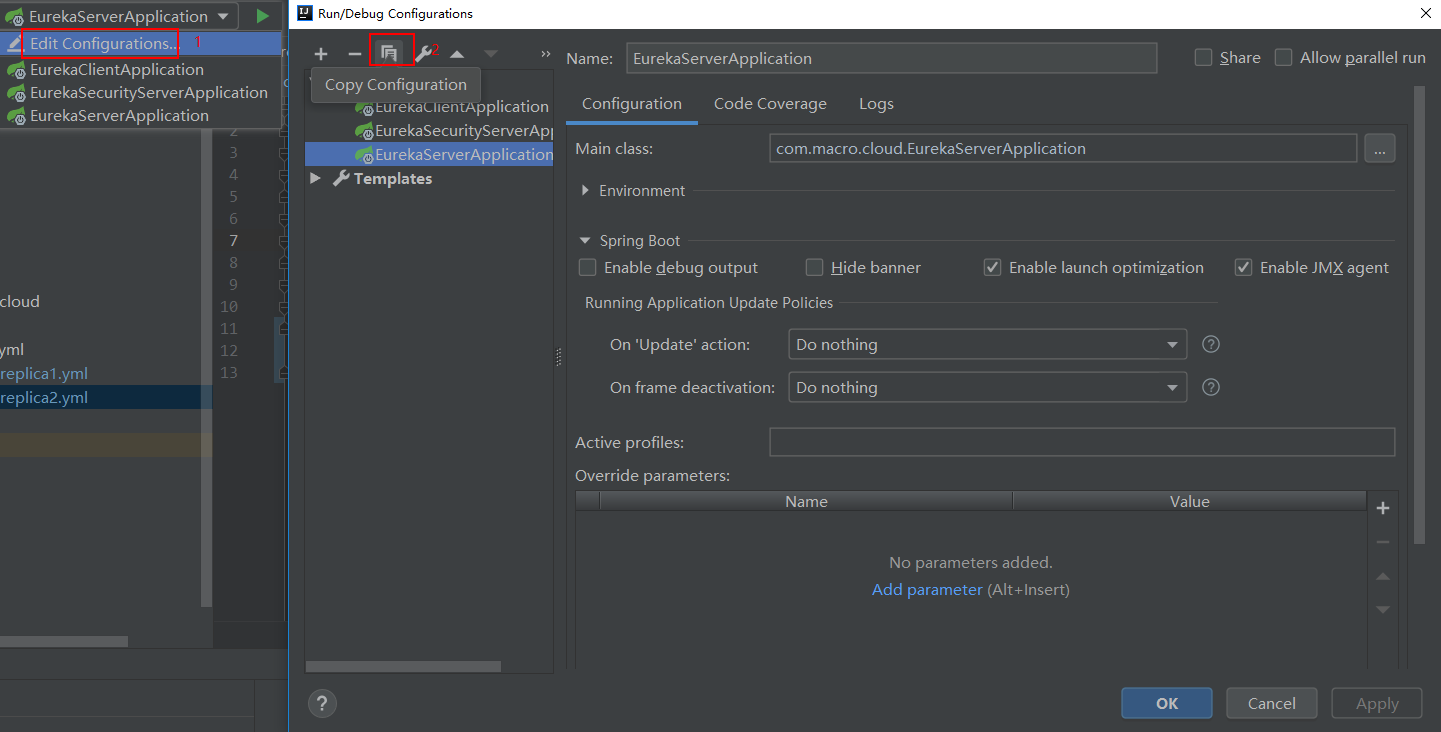 EurekaServerApplication
Edit Configurations... 1
EurekaClientApplication
EurekaSecurityServerApplication
EurekaServerApplication
2
3
4
5
6
7
8
9
10
11
12
13
cloud
yml
replica1.yml
replica2.yml
Run/Debug Configurations
2
Copy Configuration
EurekaClientApplication
EurekaSecurityServerApp
EurekaServerApplication
Templates
Name: EurekaServerApplication
Share Allow parallel run
Configuration Code Coverage Logs
Main class: com.macro.cloud.EurekaServerApplication ...
Environment
Spring Boot
Enable debug output Hide banner Enable launch optimization Enable JMX agent
Running Application Update Policies
On 'Update' action: Do nothing ?
On frame deactivation: Do nothing ?
Active profiles:
Override parameters:
Name Value
No parameters added.
Add parameter (Alt+Insert)
? OK Cancel Apply